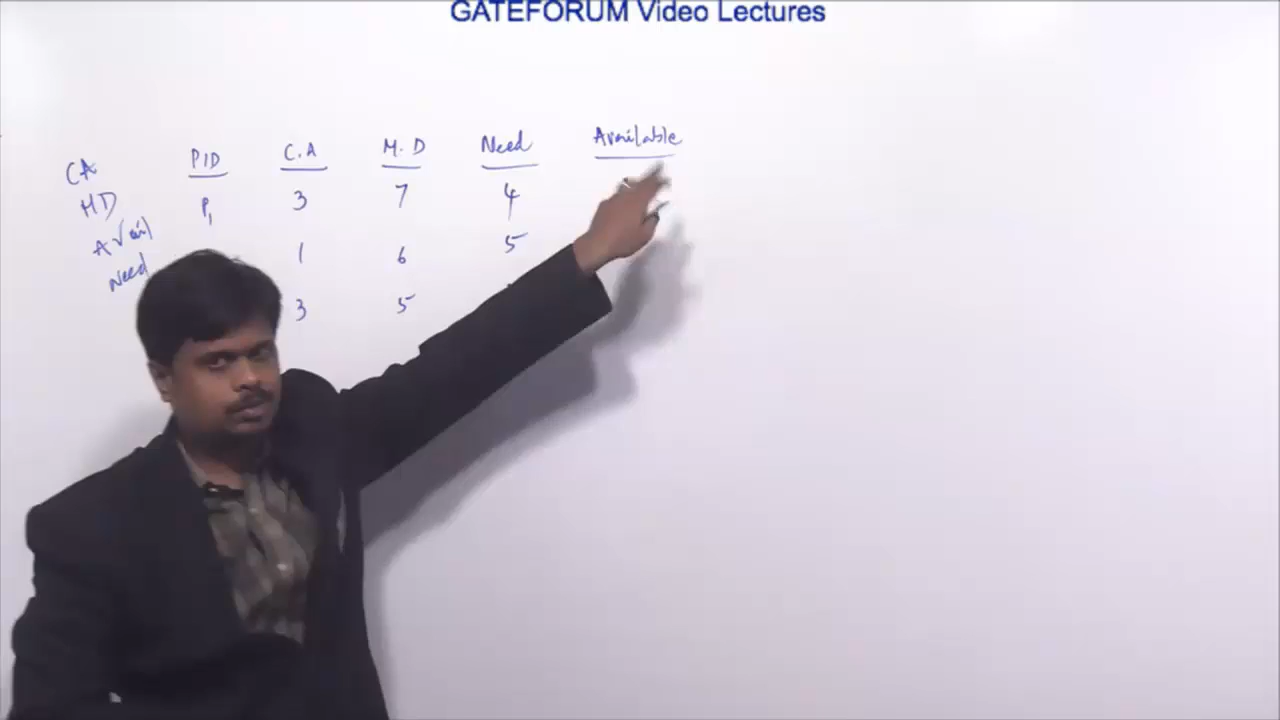 GATEFORUM Video Lectures
CA PID C.A M.D Need Available
MD P1 3 7 4
Avail 1 6 5
Need 3 5